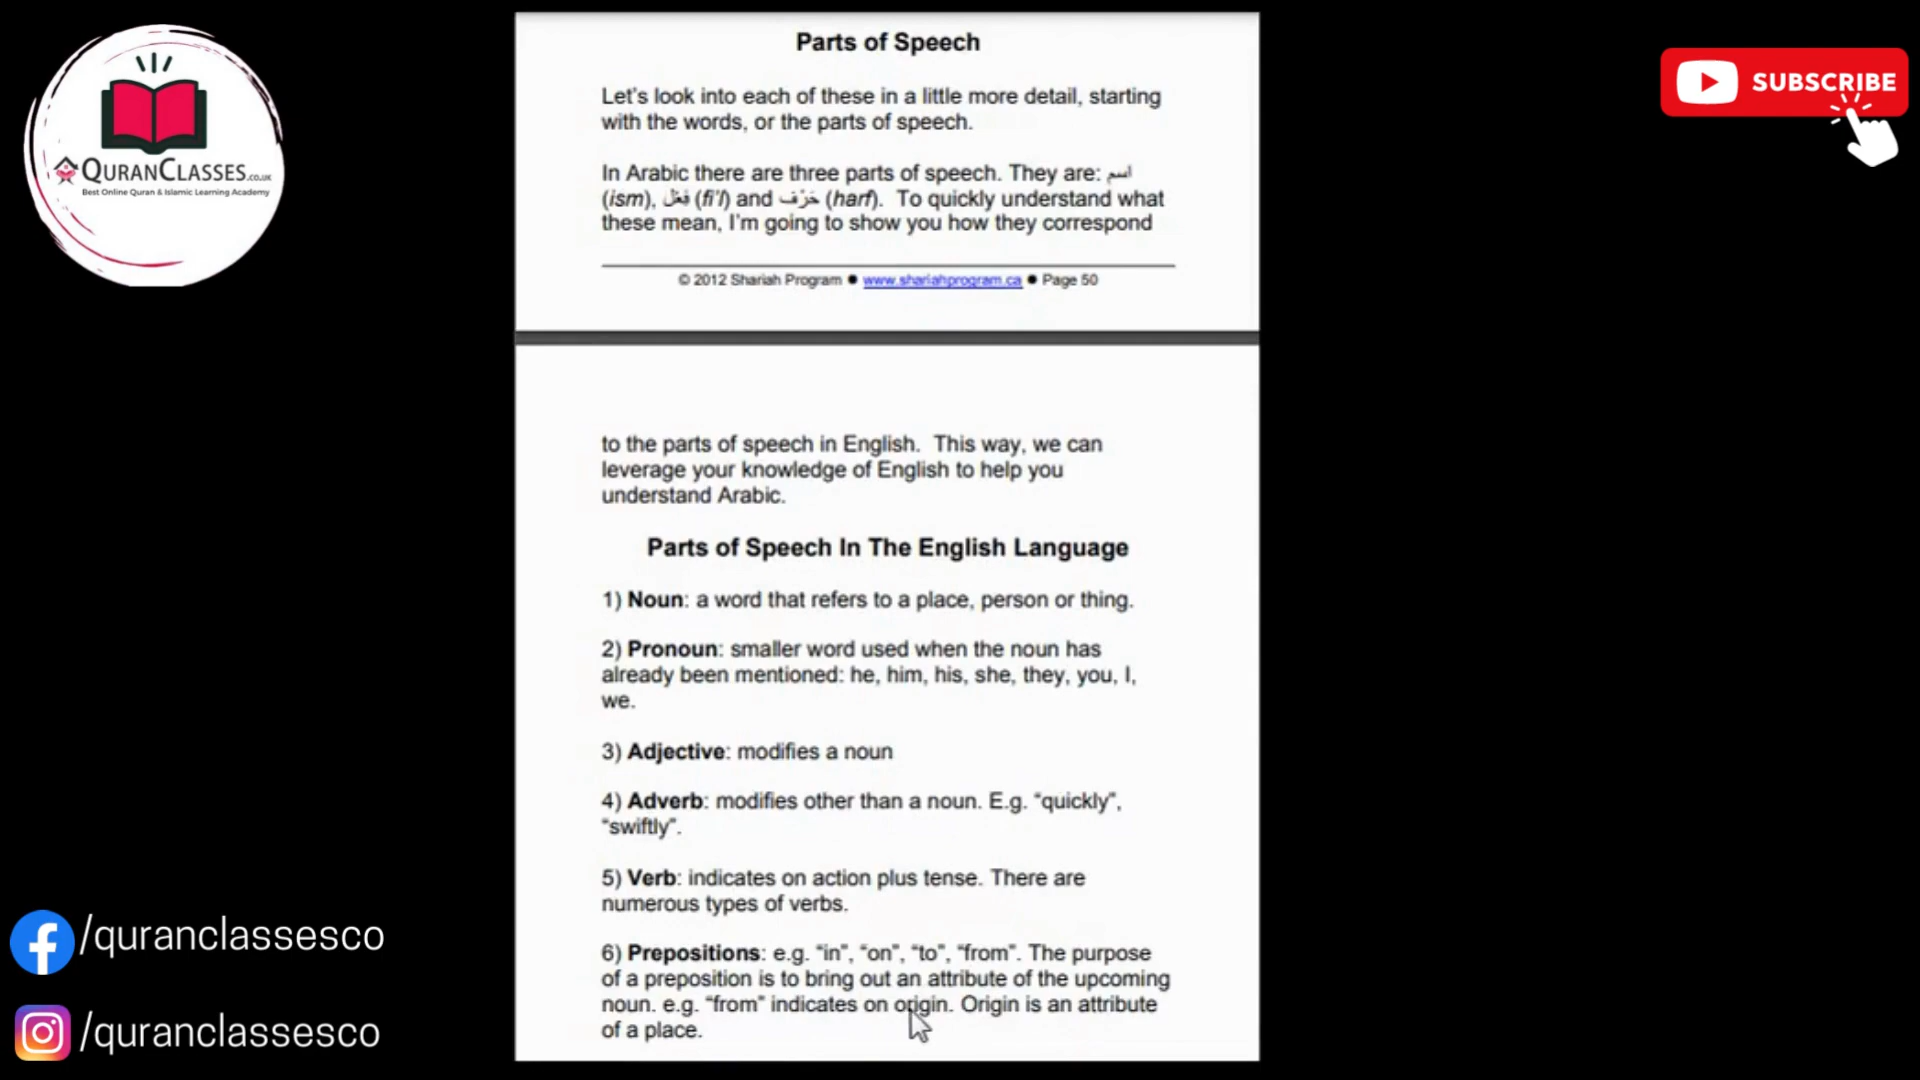 Parts of Speech
Let's look into each of these in a little more detail, starting
with the words, or the parts of speech.
In Arabic there are three parts of speech. They are: اسم
(ism), فِعْل (fi'l) and حَرْف (harf). To quickly understand what
these mean, I'm going to show you how they correspond
© 2012 Shariah Program ● www.shariahprogram.ca ● Page 50
to the parts of speech in English. This way, we can
leverage your knowledge of English to help you
understand Arabic.
Parts of Speech In The English Language
1) Noun: a word that refers to a place, person or thing.
2) Pronoun: smaller word used when the noun has
already been mentioned: he, him, his, she, they, you, I,
we.
3) Adjective: modifies a noun
4) Adverb: modifies other than a noun. E.g. "quickly",
"swiftly".
5) Verb: indicates on action plus tense. There are
numerous types of verbs.
6) Prepositions: e.g. "in", "on", "to", "from". The purpose
of a preposition is to bring out an attribute of the upcoming
noun. e.g. "from" indicates on origin. Origin is an attribute
of a place.
QURANCLASSES.CO.UK
Best Online Quran & Islamic Learning Academy
SUBSCRIBE
/quranclassesco
/quranclassesco